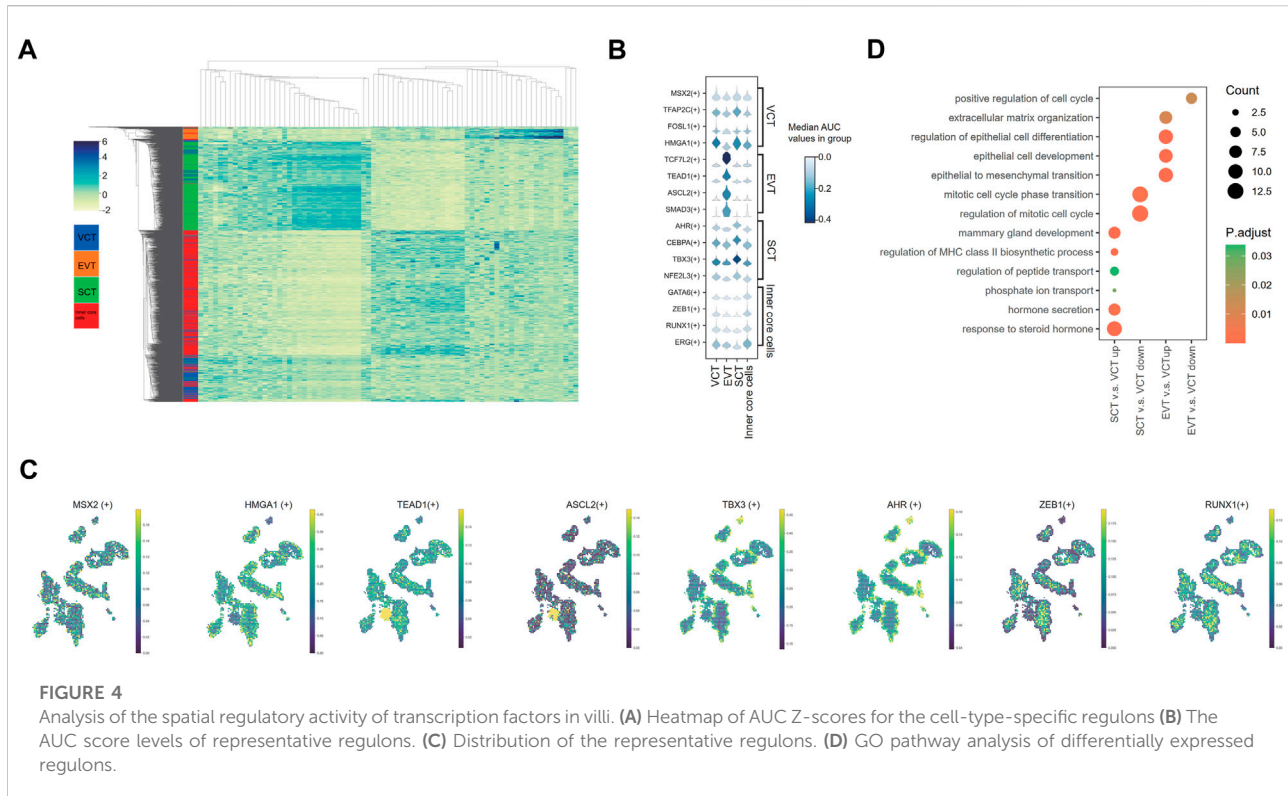 A
6
4
2
0
-2
VCT
EVT
SCT
Inner core
cells
B
MSX2(+)
TFAP2C(+)
FOSL1(+)
HMGA1(+)
TCF7L2(+)
TEAD1(+)
ASCL2(+)
SMAD3(+)
AHR(+)
CEBPA(+)
TBX3(+)
NFE2L3(+)
GATA6(+)
ZEB1(+)
RUNX1(+)
ERG(+)
VCT
EVT
SCT
Inner core cells
VCT
EVT
SCT
Inner core cells
Median AUC
values in group
0.0
0.2
0.4
D
positive regulation of cell cycle
extracellular matrix organization
regulation of epithelial cell differentiation
epithelial cell development
epithelial to mesenchymal transition
mitotic cell cycle phase transition
regulation of mitotic cell cycle
mammary gland development
regulation of MHC class II biosynthetic process
regulation of peptide transport
phosphate ion transport
hormone secretion
response to steroid hormone
SCT v.s. VCT up
SCT v.s. VCT down
EVT v.s. VCTup
EVT v.s. VCT down
Count
2.5
5.0
7.5
10.0
12.5
P.adjust
0.03
0.02
0.01
C
MSX2 (+)
HMGA1 (+)
TEAD1(+)
ASCL2(+)
TBX3(+)
AHR (+)
ZEB1(+)
RUNX1(+)
FIGURE 4
Analysis of the spatial regulatory activity of transcription factors in villi. (A) Heatmap of AUC Z-scores for the cell-type-specific regulons (B) The
AUC score levels of representative regulons. (C) Distribution of the representative regulons. (D) GO pathway analysis of differentially expressed
regulons.